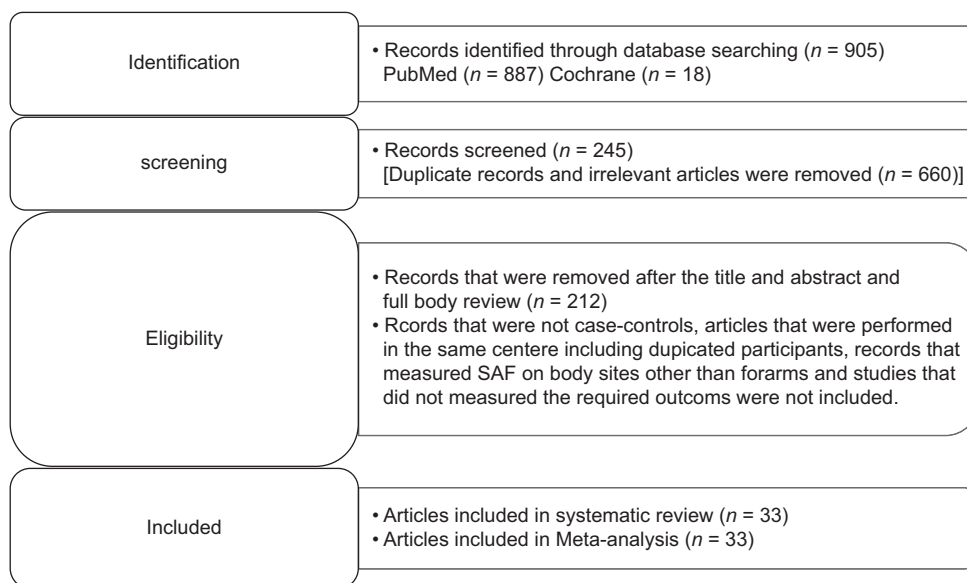 Identification
• Records identified through database searching (n = 905)
PubMed (n = 887) Cochrane (n = 18)
screening
• Records screened (n = 245)
[Duplicate records and irrelevant articles were removed (n = 660)]
Eligibility
• Records that were removed after the title and abstract and
full body review (n = 212)
• Rcords that were not case-controls, articles that were performed
in the same centere including dupicated participants, records that
measured SAF on body sites other than forarms and studies that
did not measured the required outcoms were not included.
Included
• Articles included in systematic review (n = 33)
• Articles included in Meta-analysis (n = 33)